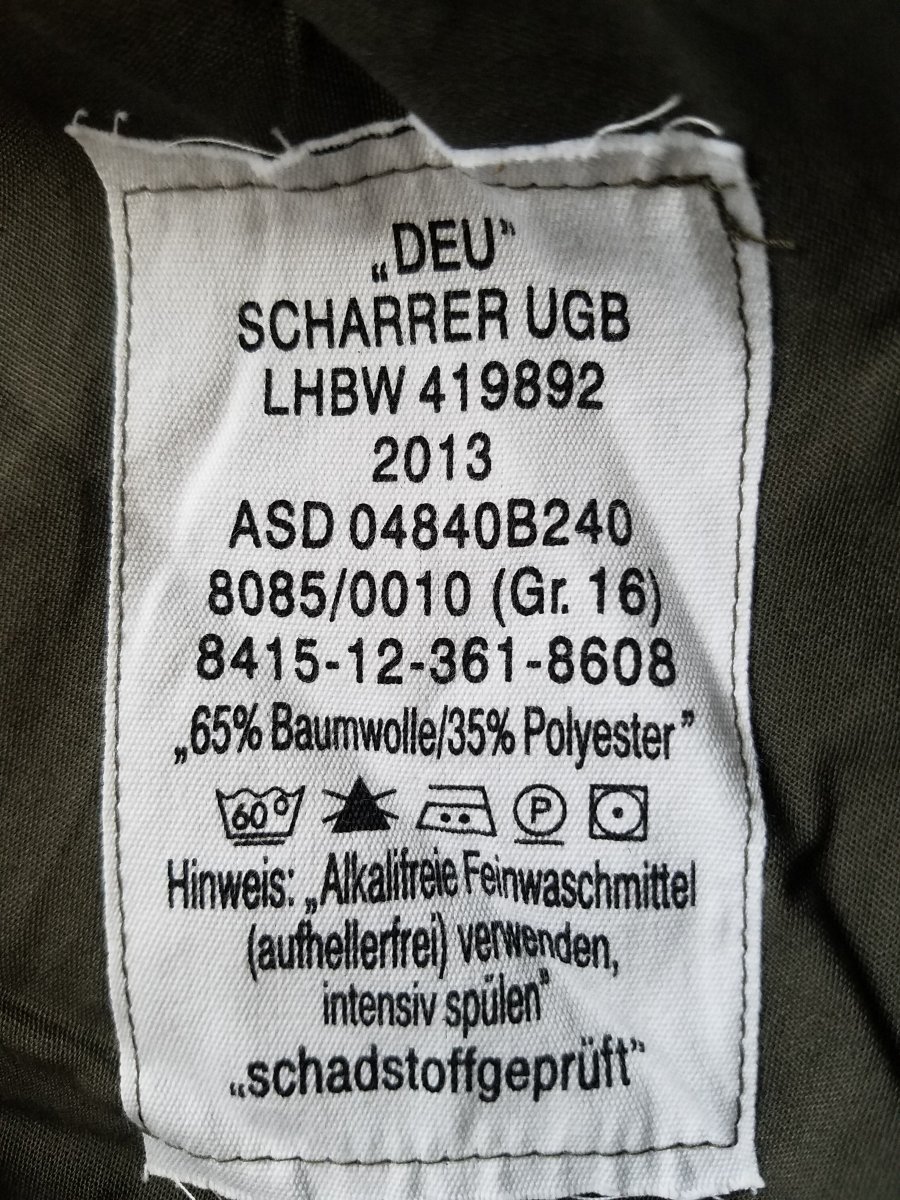 „DEU”
SCHARRER UGB
LHBW 419892
2013
ASD 04840B240
8085/0010 (Gr. 16)
8415-12-361-8608
„65% Baumwolle/35% Polyester”
60° P
Hinweis: „Alkalifreie Feinwaschmittel
(aufhellerfrei) verwenden,
intensiv spülen”
„schadstoffgeprüft”